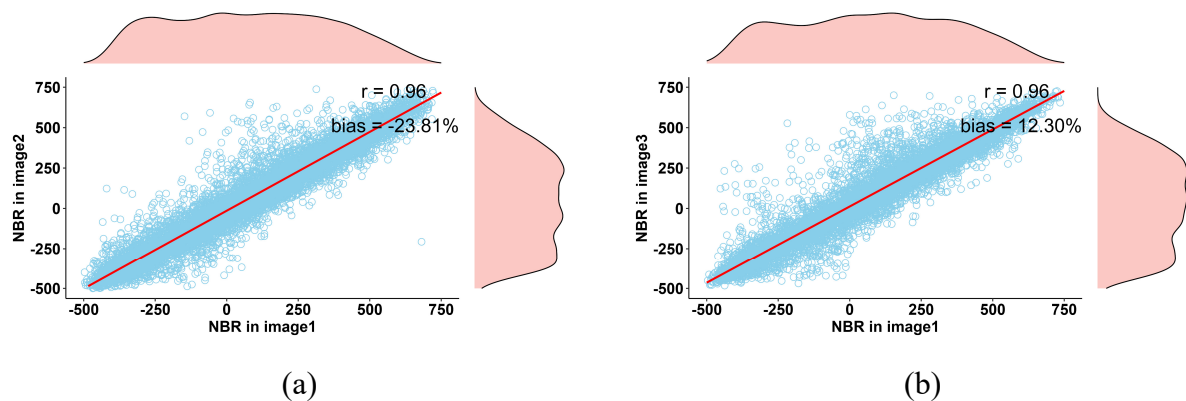 r = 0.96
bias = -23.81%
750
500
250
0
-250
-500
NBR in image2
-500 -250 0 250 500 750
NBR in image1
(a)
r = 0.96
bias = 12.30%
750
500
250
0
-250
-500
NBR in image3
-500 -250 0 250 500 750
NBR in image1
(b)